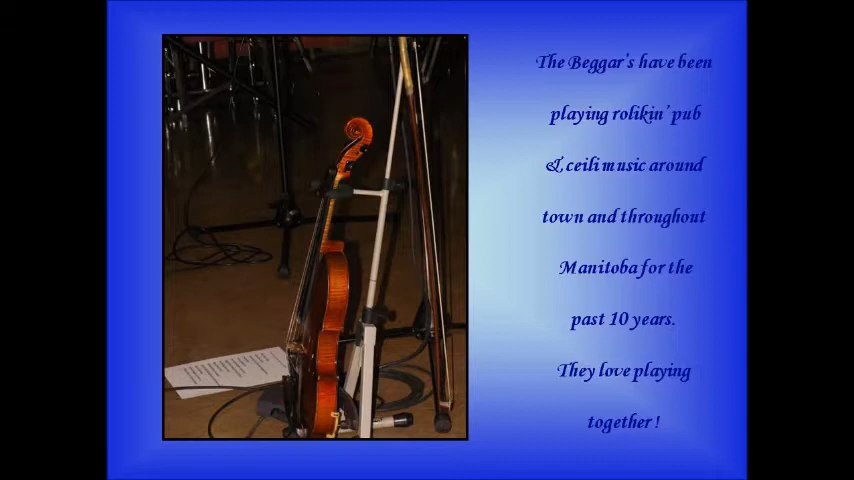 The Beggar's have been
playing rolikin' pub
& ceili music around
town and throughout
Manitoba for the
past 10 years.
They love playing
together !